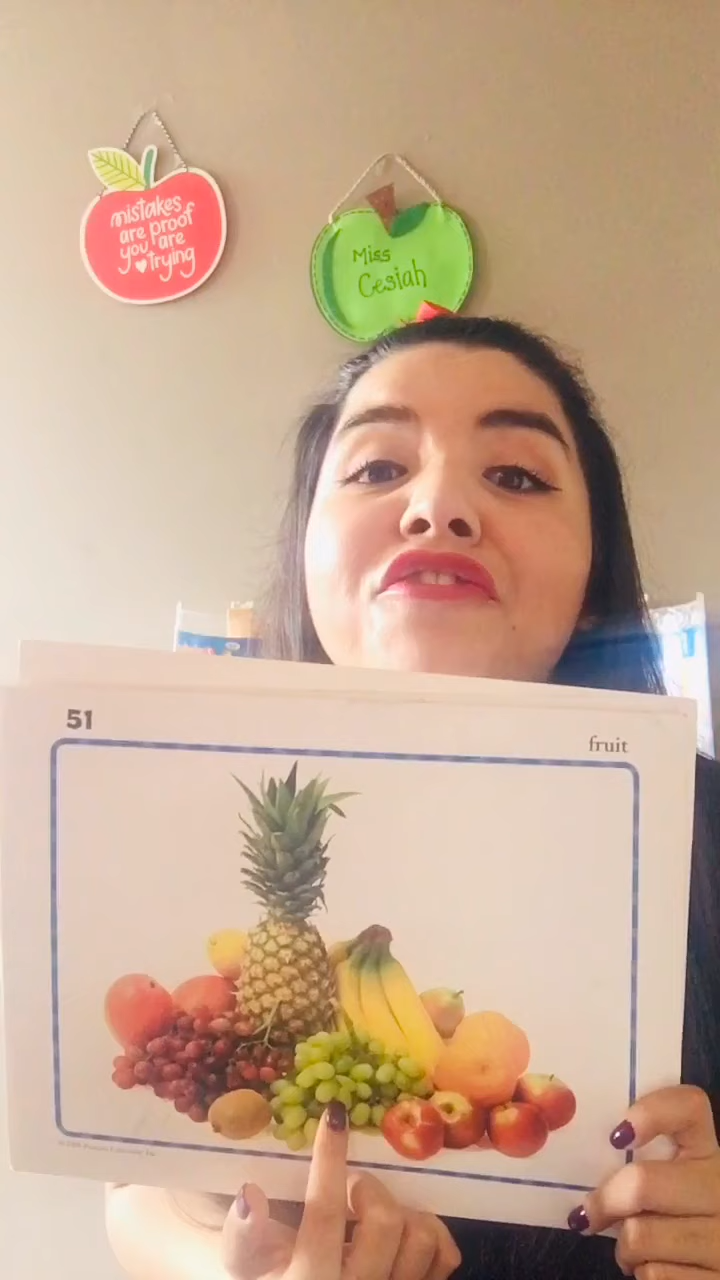 mistakes
are proof
you are
trying
Miss
Cesiah
51
fruit